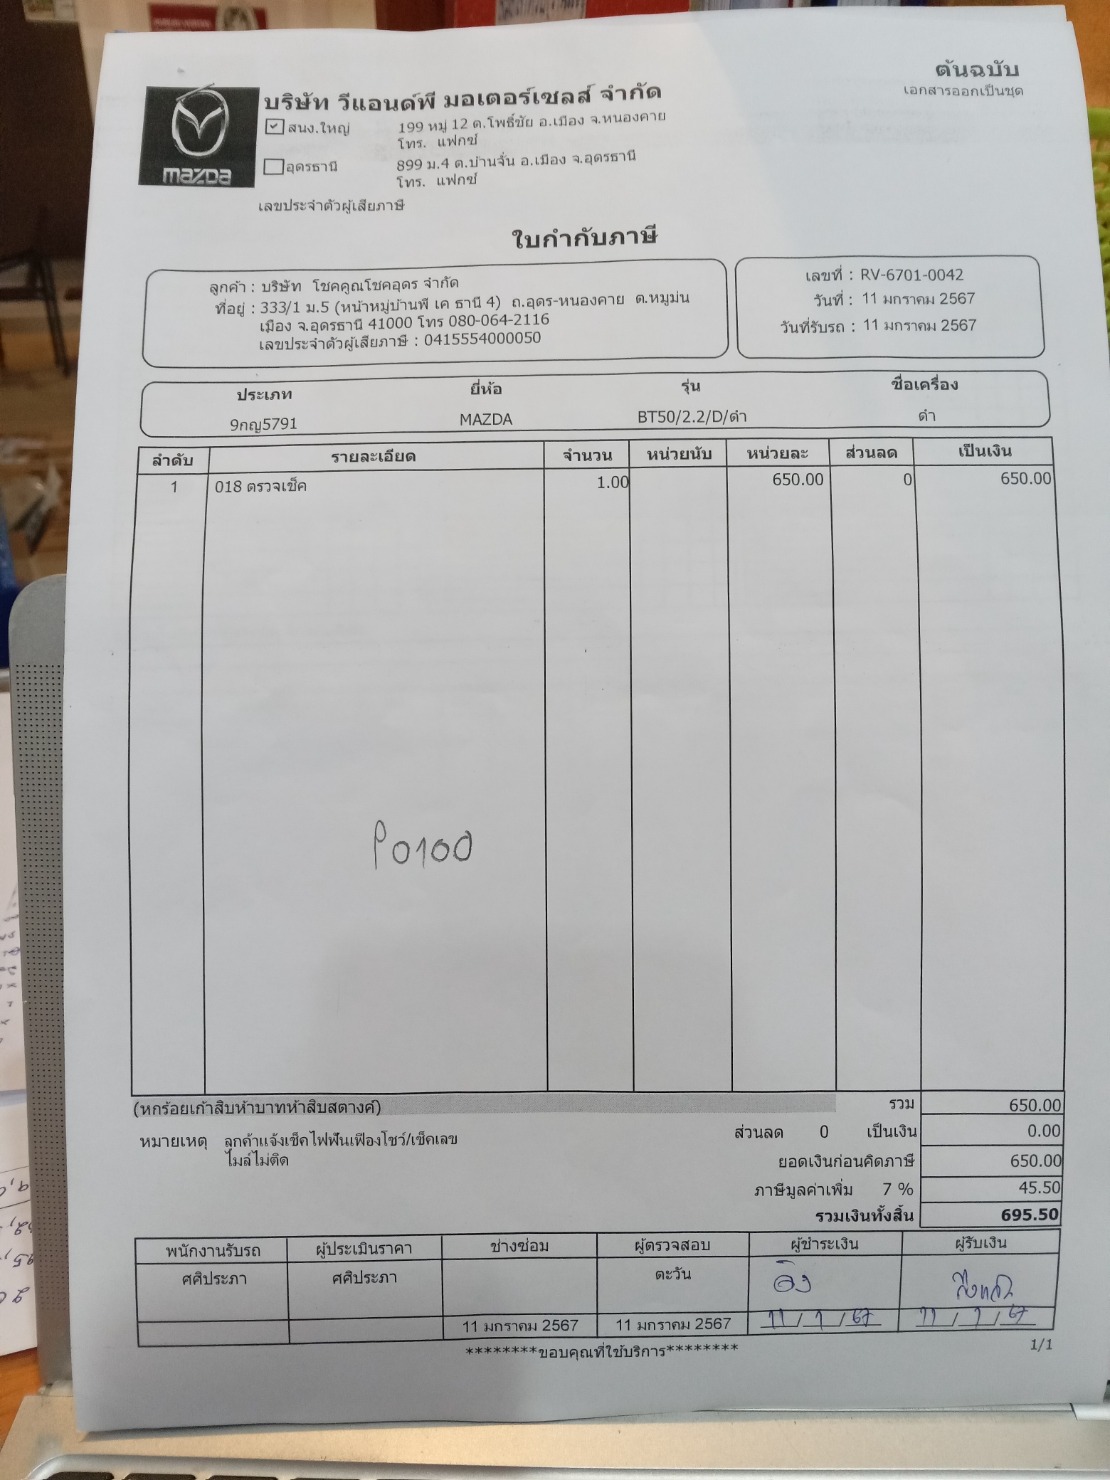 ต้นฉบับ
เอกสารออกเป็นชุด
mazda
บริษัท วีแอนด์พี มอเตอร์เซลส์ จำกัด
สนง.ใหญ่ 199 หมู่ 12 ต.โพธิ์ชัย อ.เมือง จ.หนองคาย
โทร. แฟกซ์
อุดรธานี 899 ม.4 ต.บ้านจั่น อ.เมือง จ.อุดรธานี
โทร. แฟกซ์
เลขประจำตัวผู้เสียภาษี
ใบกำกับภาษี
ลูกค้า : บริษัท โชคคูณโชคอุดร จำกัด
ที่อยู่ : 333/1 ม.5 (หน้าหมู่บ้านพี เค ธานี 4) ถ.อุดร-หนองคาย ต.หมูม่น
เมือง จ.อุดรธานี 41000 โทร 080-064-2116
เลขประจำตัวผู้เสียภาษี : 0415554000050
เลขที่ : RV-6701-0042
วันที่ : 11 มกราคม 2567
วันที่รับรถ : 11 มกราคม 2567
ประเภท ยี่ห้อ รุ่น ชื่อเครื่อง
9กญ5791 MAZDA BT50/2.2/D/ดำ ดำ
ลำดับ รายละเอียด จำนวน หน่วยนับ หน่วยละ ส่วนลด เป็นเงิน
1 018 ตรวจเช็ค 1.00 650.00 0 650.00
P0100
(หกร้อยเก้าสิบห้าบาทห้าสิบสตางค์) รวม 650.00
หมายเหตุ ลูกค้าแจ้งเช็คไฟฟันเฟืองโชว์/เช็คเลข
ไมล์ไม่ติด
ส่วนลด 0 เป็นเงิน 0.00
ยอดเงินก่อนคิดภาษี 650.00
ภาษีมูลค่าเพิ่ม 7 % 45.50
รวมเงินทั้งสิ้น 695.50
พนักงานรับรถ ผู้ประเมินราคา ช่างซ่อม ผู้ตรวจสอบ ผู้ชำระเงิน ผู้รับเงิน
ศศิประภา ศศิประภา ตะวัน
11 มกราคม 2567 11 มกราคม 2567 11 / 1 / 67 11 / 1 / 67
********ขอบคุณที่ใช้บริการ********
1/1